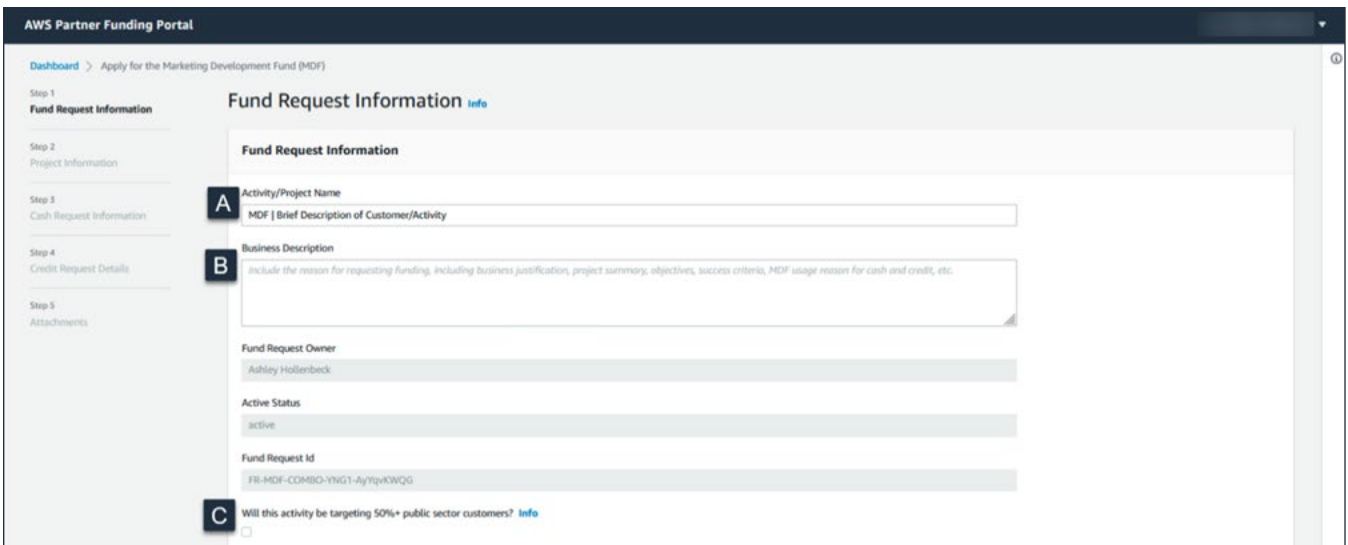 AWS Partner Funding Portal
Dashboard > Apply for the Marketing Development Fund (MDF)
Step 1
Fund Request Information
Step 2
Project Information
Step 3
Cash Request Information
Step 4
Credit Request Details
Step 5
Attachments
Fund Request Information Info
Fund Request Information
A
Activity/Project Name
MDF | Brief Description of Customer/Activity
B
Business Description
Include the reason for requesting funding, including business justification, project summary, objectives, success criteria, MDF usage reason for cash and credit, etc.
Fund Request Owner
Ashley Hollenbeck
Active Status
active
Fund Request Id
FR-MDF-COMBO-YNG1-AyYqvKWQG
C
Will this activity be targeting 50%+ public sector customers? Info